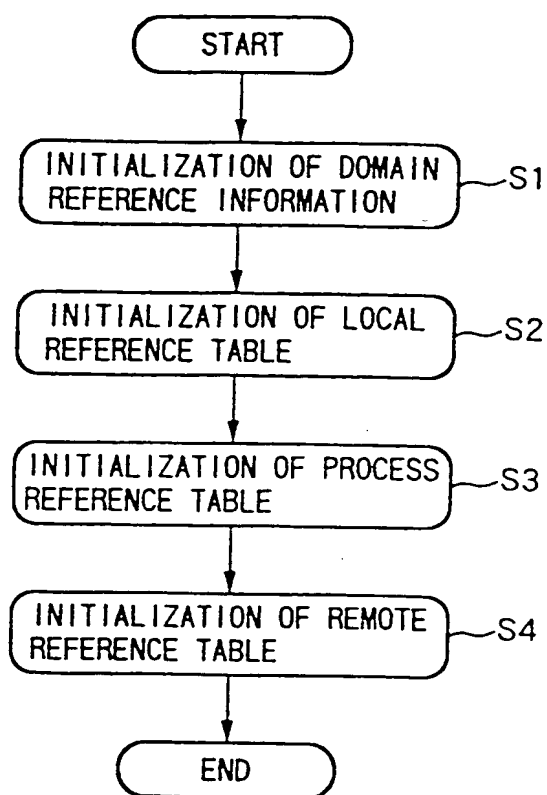 START
INITIALIZATION OF DOMAIN
REFERENCE INFORMATION
S1
INITIALIZATION OF LOCAL
REFERENCE TABLE
S2
INITIALIZATION OF PROCESS
REFERENCE TABLE
S3
INITIALIZATION OF REMOTE
REFERENCE TABLE
S4
END